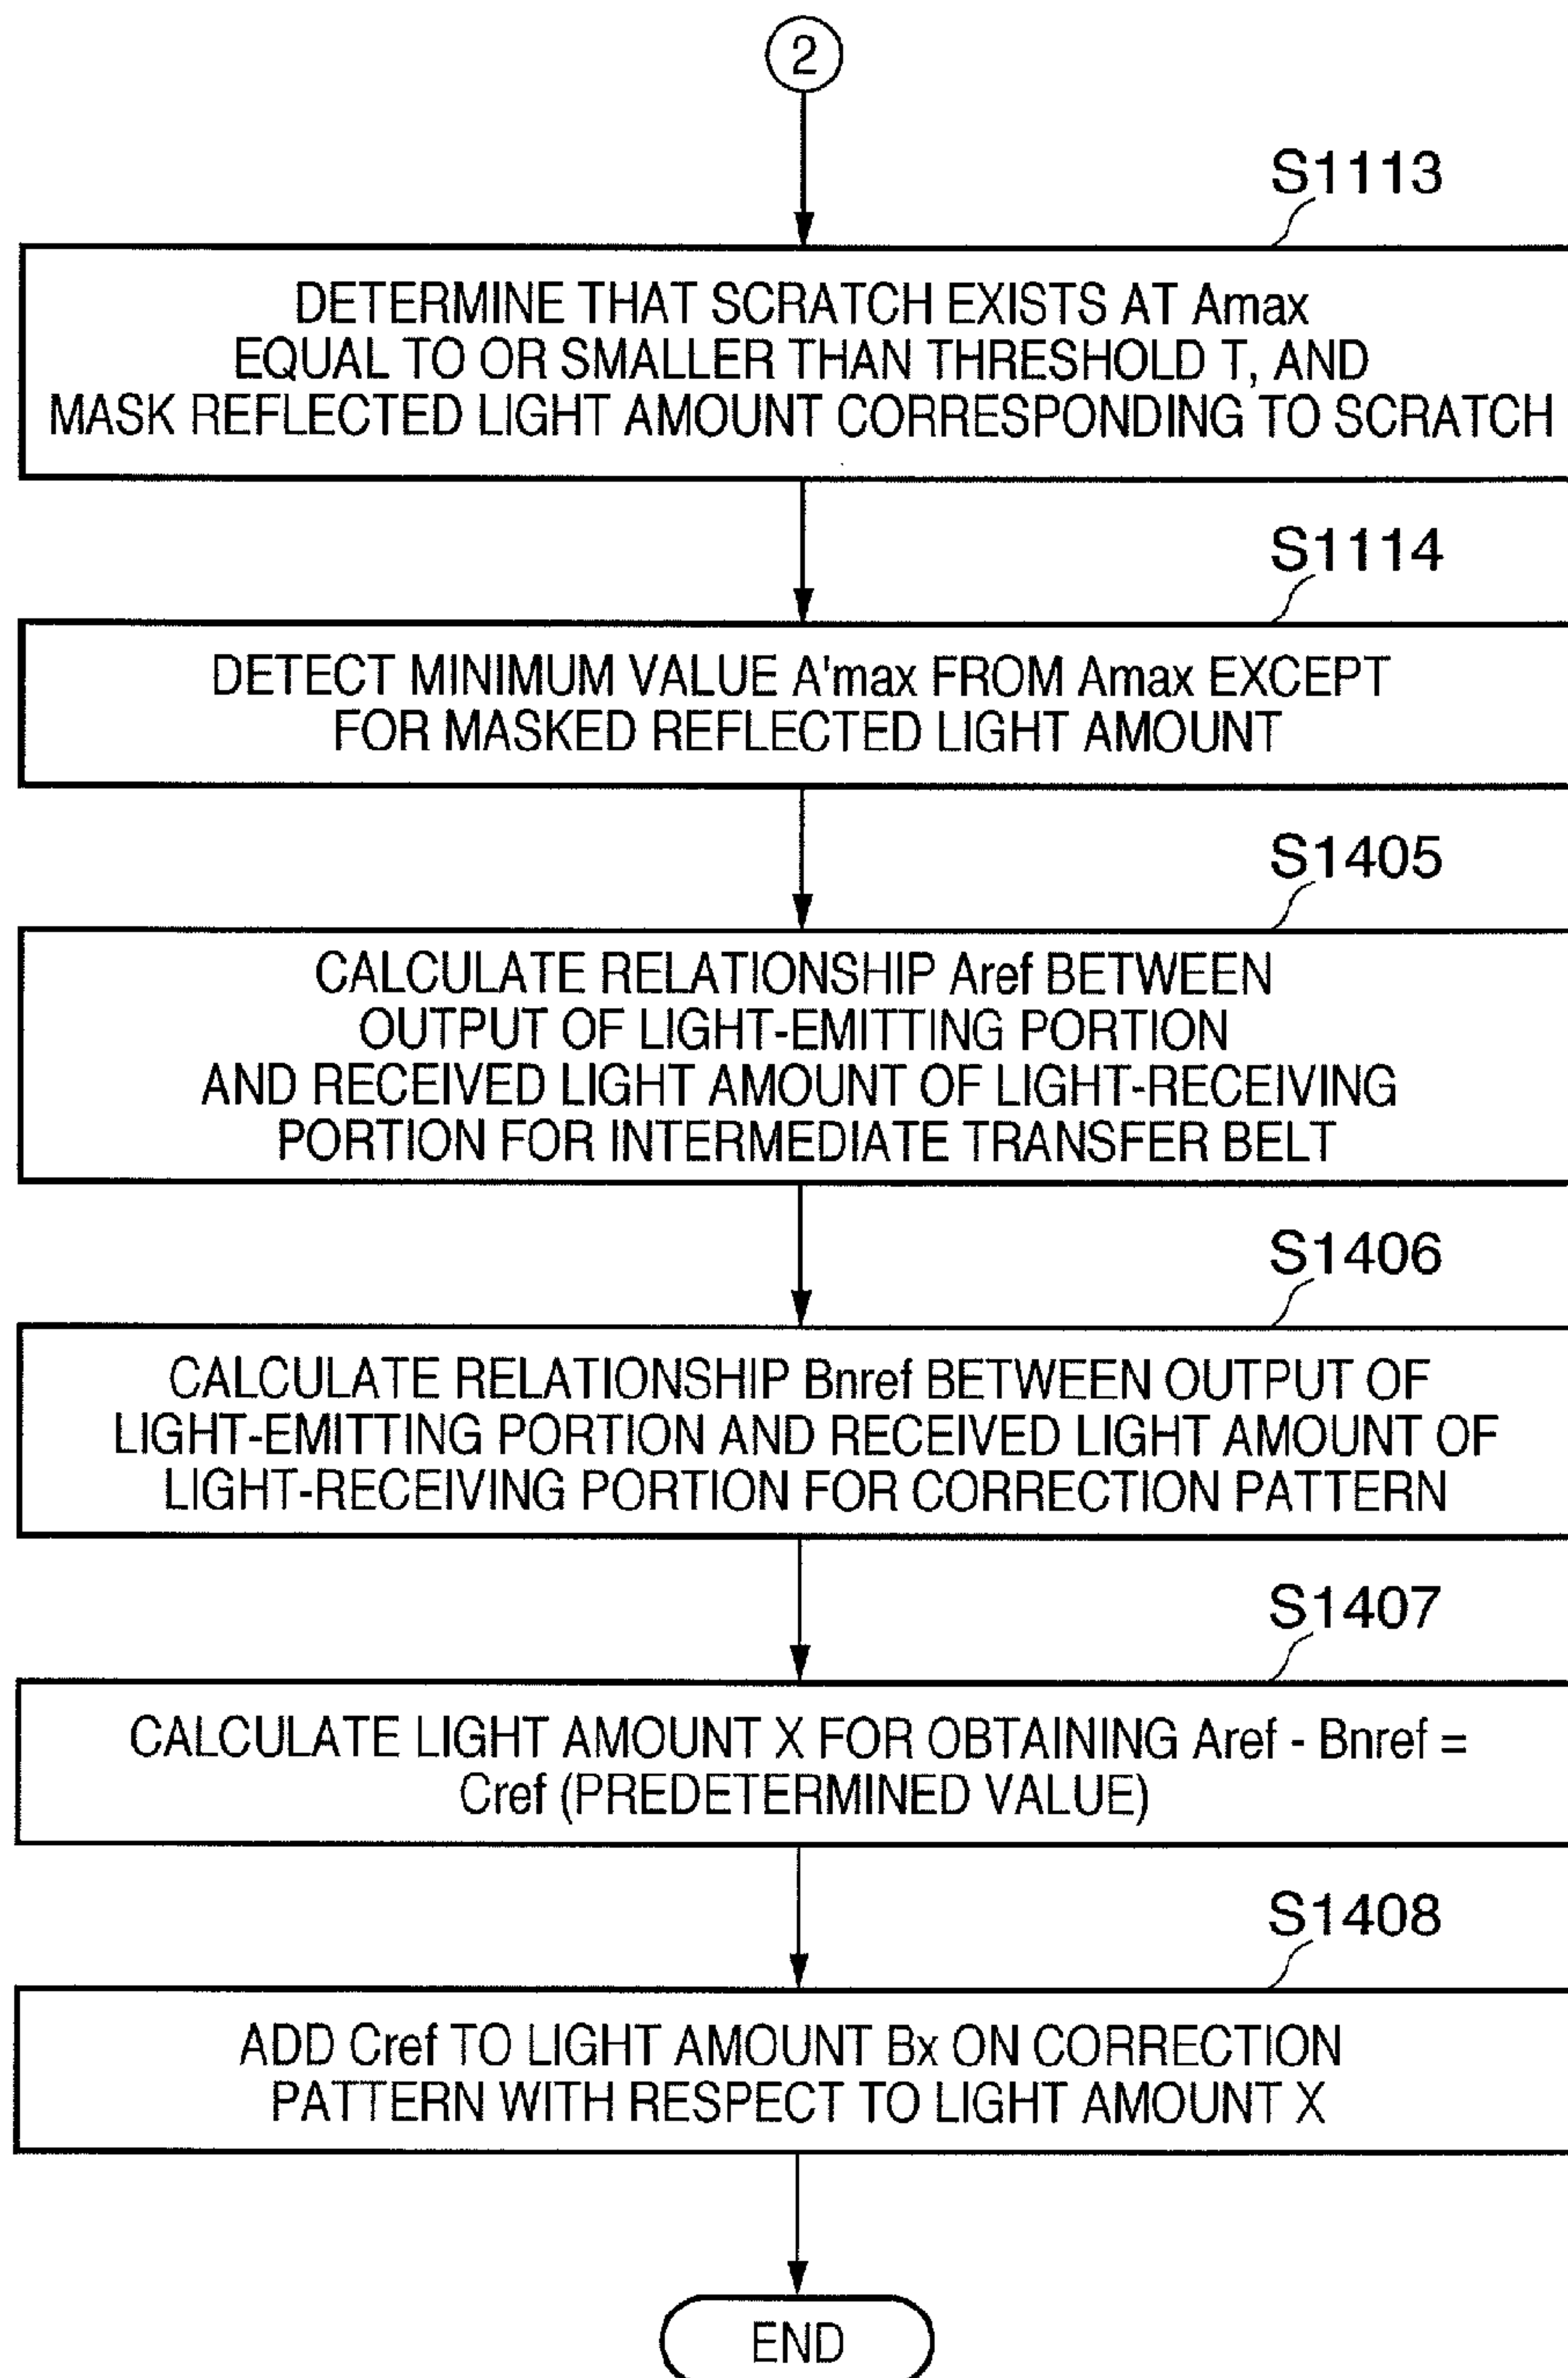 2
S1113
DETERMINE THAT SCRATCH EXISTS AT Amax
EQUAL TO OR SMALLER THAN THRESHOLD T, AND
MASK REFLECTED LIGHT AMOUNT CORRESPONDING TO SCRATCH
S1114
DETECT MINIMUM VALUE A'max FROM Amax EXCEPT
FOR MASKED REFLECTED LIGHT AMOUNT
S1405
CALCULATE RELATIONSHIP Aref BETWEEN
OUTPUT OF LIGHT-EMITTING PORTION
AND RECEIVED LIGHT AMOUNT OF LIGHT-RECEIVING
PORTION FOR INTERMEDIATE TRANSFER BELT
S1406
CALCULATE RELATIONSHIP Bnref BETWEEN OUTPUT OF
LIGHT-EMITTING PORTION AND RECEIVED LIGHT AMOUNT OF
LIGHT-RECEIVING PORTION FOR CORRECTION PATTERN
S1407
CALCULATE LIGHT AMOUNT X FOR OBTAINING Aref - Bnref =
Cref (PREDETERMINED VALUE)
S1408
ADD Cref TO LIGHT AMOUNT Bx ON CORRECTION
PATTERN WITH RESPECT TO LIGHT AMOUNT X
END